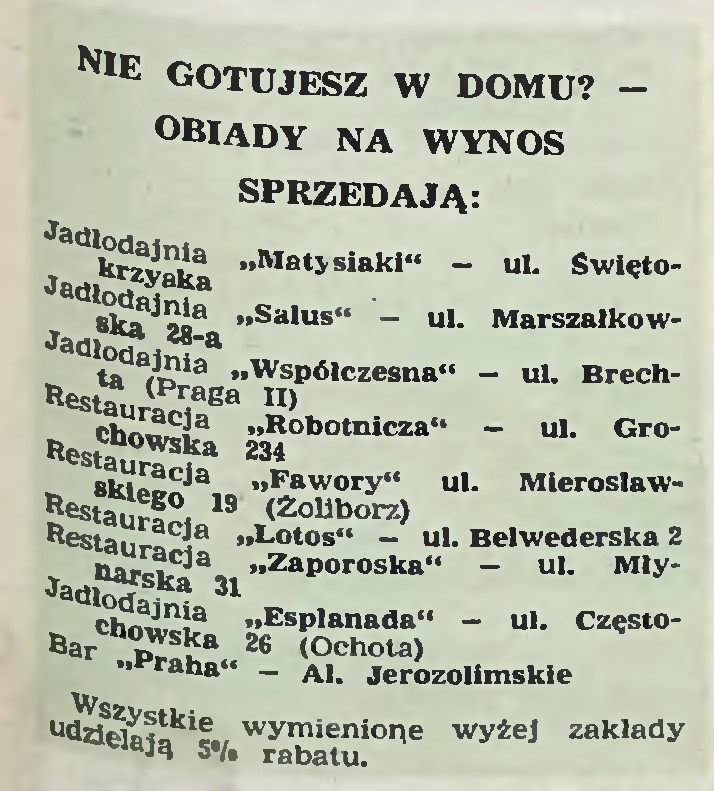 NIE GOTUJESZ W DOMU? —
OBIADY NA WYNOS
SPRZEDAJĄ:
Jadłodajnia „Matysiaki“ — ul. Święto-
krzyaka
Jadłodajnia „Salus“ — ul. Marszałkow-
ska 28-a
Jadłodajnia „Współczesna“ — ul. Brech-
ta (Praga II)
Restauracja „Robotnicza“ — ul. Gro-
chowska 234
Restauracja „Fawory“ ul. Mierosław-
skiego 19 (Żoliborz)
Restauracja „Lotos“ — ul. Belwederska 2
Restauracja „Zaporoska“ — ul. Mły-
narska 31
Jadłodajnia „Esplanada“ — ul. Często-
chowska 26 (Ochota)
Bar „Praha“ — Al. Jerozolimskie
Wszystkie wymienione wyżej zakłady
udzielają 5% rabatu.